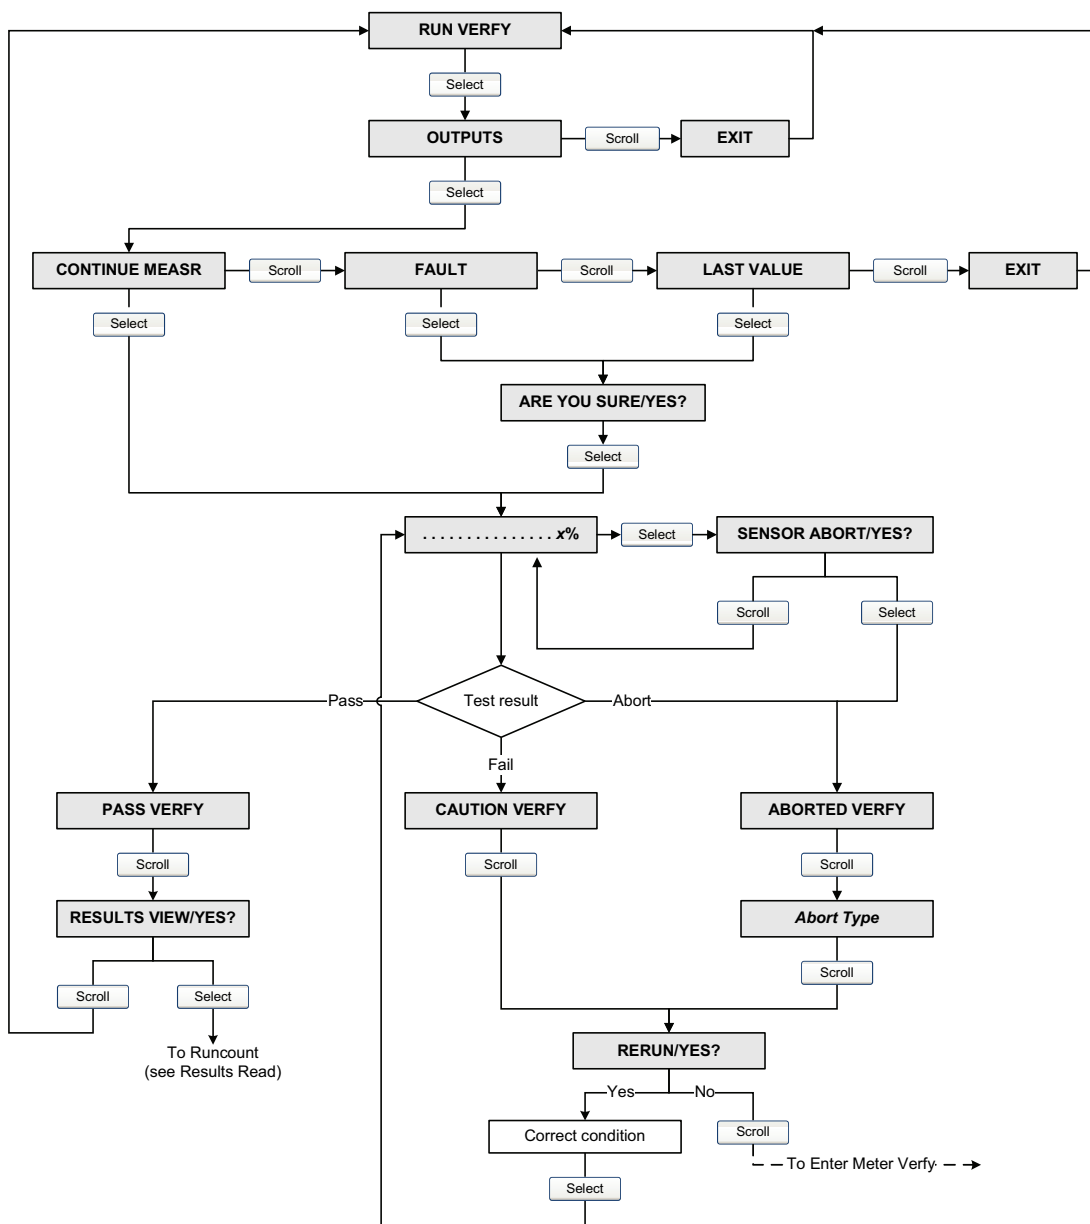 RUN VERFY
Select
OUTPUTS
Scroll
EXIT
Select
CONTINUE MEASR
Scroll
FAULT
Scroll
LAST VALUE
Scroll
EXIT
Select
Select
Select
ARE YOU SURE/YES?
Select
. . . . . . . . . . . . . . . x%
Select
SENSOR ABORT/YES?
Scroll
Select
Pass
Test result
Abort
Fail
PASS VERFY
CAUTION VERFY
ABORTED VERFY
Scroll
Scroll
Scroll
RESULTS VIEW/YES?
Abort Type
Scroll
Select
Scroll
To Runcount
(see Results Read)
RERUN/YES?
Yes
No
Correct condition
Scroll
To Enter Meter Verfy
Select